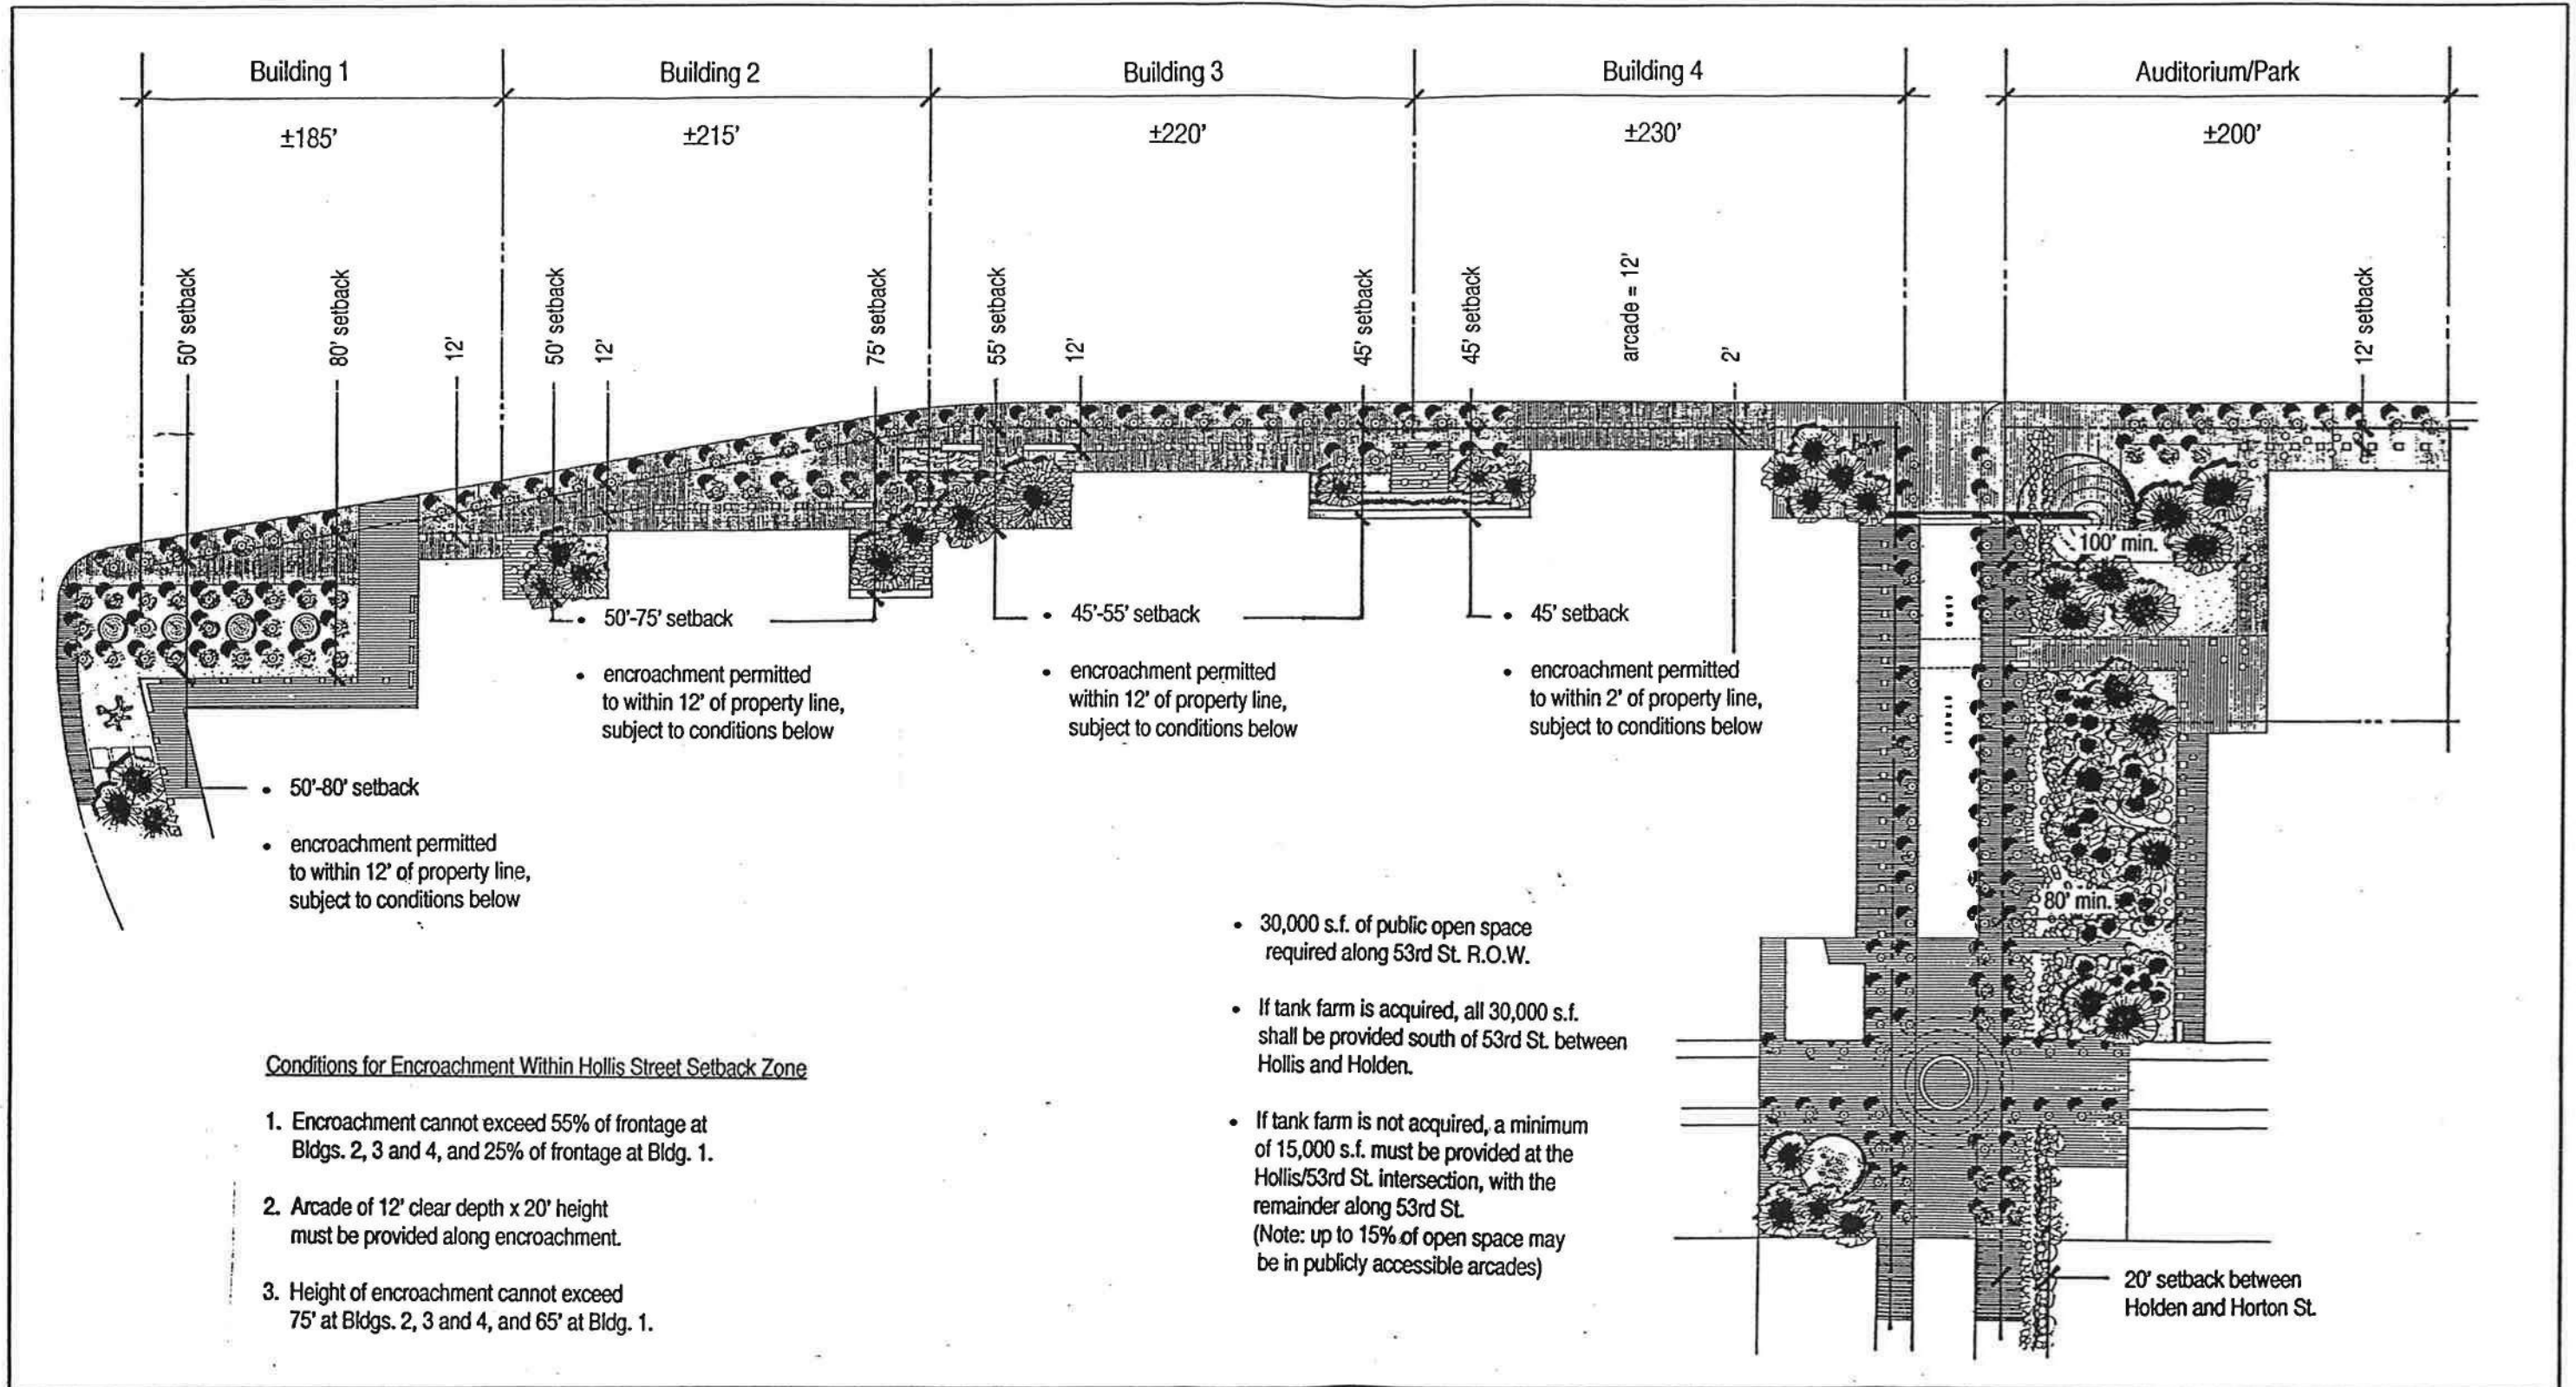 Building 1
Building 2
Building 3
Building 4
Auditorium/Park
±185'
±215'
±220'
±230'
±200'
50' setback
80' setback
12'
50' setback
12'
75' setback
55' setback
12'
45' setback
45' setback
arcade = 12'
2'
12' setback
100' min.
• 50'-75' setback
• encroachment permitted
to within 12' of property line,
subject to conditions below
• 45'-55' setback
• encroachment permitted
within 12' of property line,
subject to conditions below
• 45' setback
• encroachment permitted
to within 2' of property line,
subject to conditions below
• 50'-80' setback
• encroachment permitted
to within 12' of property line,
subject to conditions below
80' min.
• 30,000 s.f. of public open space
required along 53rd St. R.O.W.
• If tank farm is acquired, all 30,000 s.f.
shall be provided south of 53rd St. between
Hollis and Holden.
• If tank farm is not acquired, a minimum
of 15,000 s.f. must be provided at the
Hollis/53rd St. intersection, with the
remainder along 53rd St.
(Note: up to 15% of open space may
be in publicly accessible arcades)
Conditions for Encroachment Within Hollis Street Setback Zone
1. Encroachment cannot exceed 55% of frontage at
Bldgs. 2, 3 and 4, and 25% of frontage at Bldg. 1.
2. Arcade of 12' clear depth x 20' height
must be provided along encroachment.
3. Height of encroachment cannot exceed
75' at Bldgs. 2, 3 and 4, and 65' at Bldg. 1.
20' setback between
Holden and Horton St.